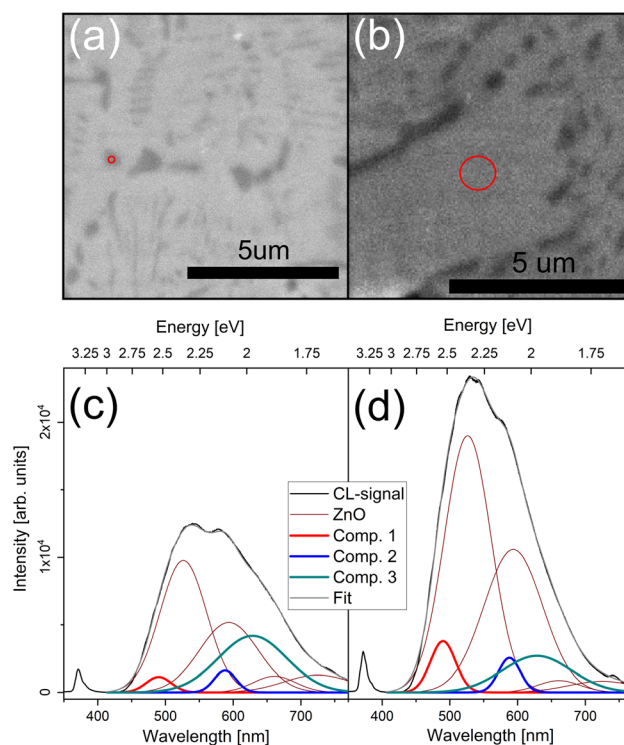 (a)
(b)
5um
5 um
Energy [eV]
Energy [eV]
3.25 3 2.75 2.5 2.25 2 1.75
3.25 3 2.75 2.5 2.25 2 1.75
(c)
(d)
Intensity [arb. units]
2x10⁴
1x10⁴
0
CL-signal
ZnO
Comp. 1
Comp. 2
Comp. 3
Fit
400 500 600 700
400 500 600 700
Wavelength [nm]
Wavelength [nm]